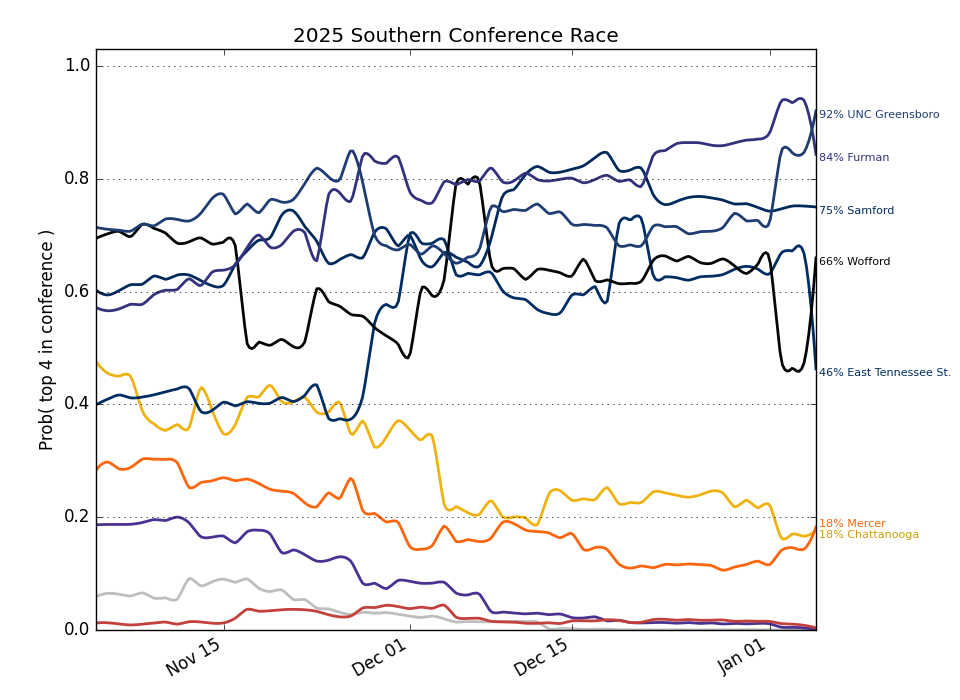 2025 Southern Conference Race
Prob( top 4 in conference )
1.0
0.8
0.6
0.4
0.2
0.0
Nov 15
Dec 01
Dec 15
Jan 01
92% UNC Greensboro
84% Furman
75% Samford
66% Wofford
46% East Tennessee St.
18% Mercer
18% Chattanooga